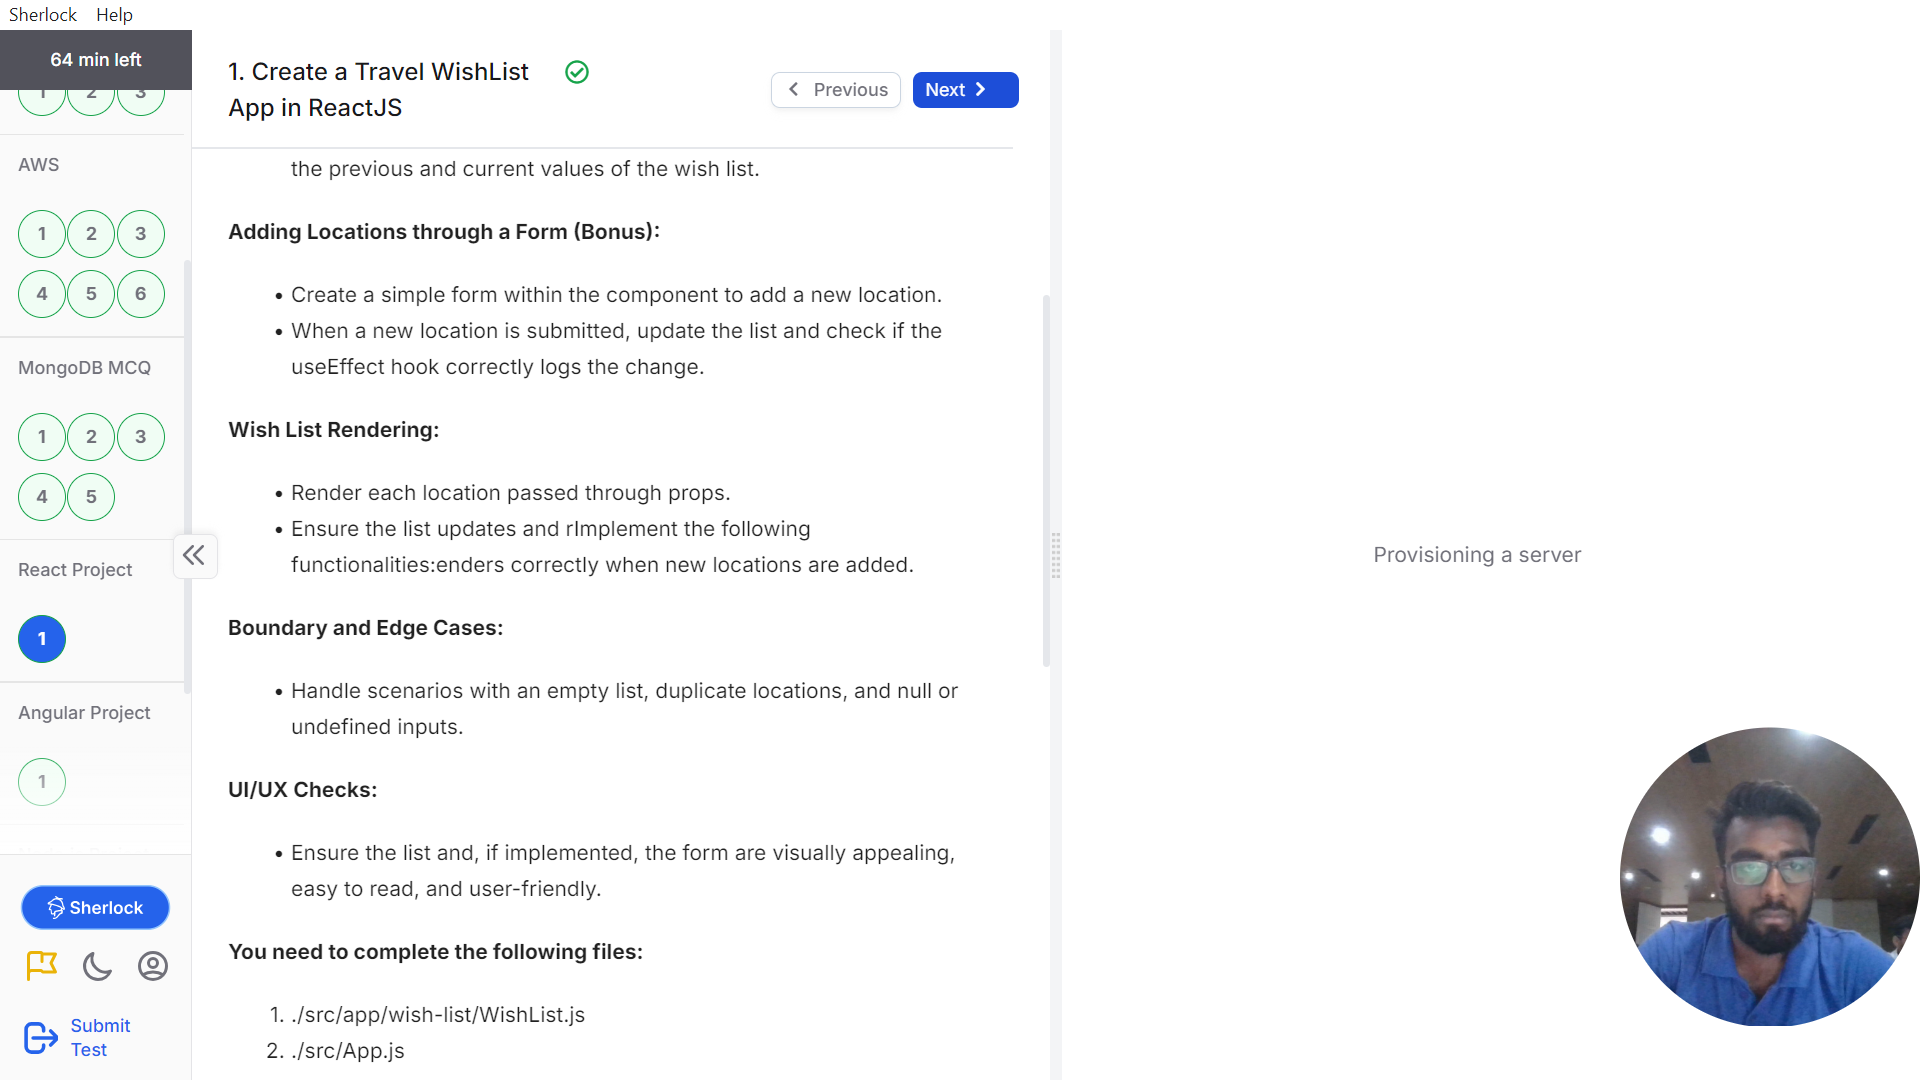 Sherlock Help
64 min left
1 2 3
AWS
1 2 3
4 5 6
MongoDB MCQ
1 2 3
4 5
React Project
1
Angular Project
1
Sherlock
Submit
Test
1. Create a Travel WishList
App in ReactJS
Previous
Next
the previous and current values of the wish list.
Adding Locations through a Form (Bonus):
• Create a simple form within the component to add a new location.
• When a new location is submitted, update the list and check if the
useEffect hook correctly logs the change.
Wish List Rendering:
• Render each location passed through props.
• Ensure the list updates and rImplement the following
functionalities:enders correctly when new locations are added.
Boundary and Edge Cases:
• Handle scenarios with an empty list, duplicate locations, and null or
undefined inputs.
UI/UX Checks:
• Ensure the list and, if implemented, the form are visually appealing,
easy to read, and user-friendly.
You need to complete the following files:
1. ./src/app/wish-list/WishList.js
2. ./src/App.js
Provisioning a server